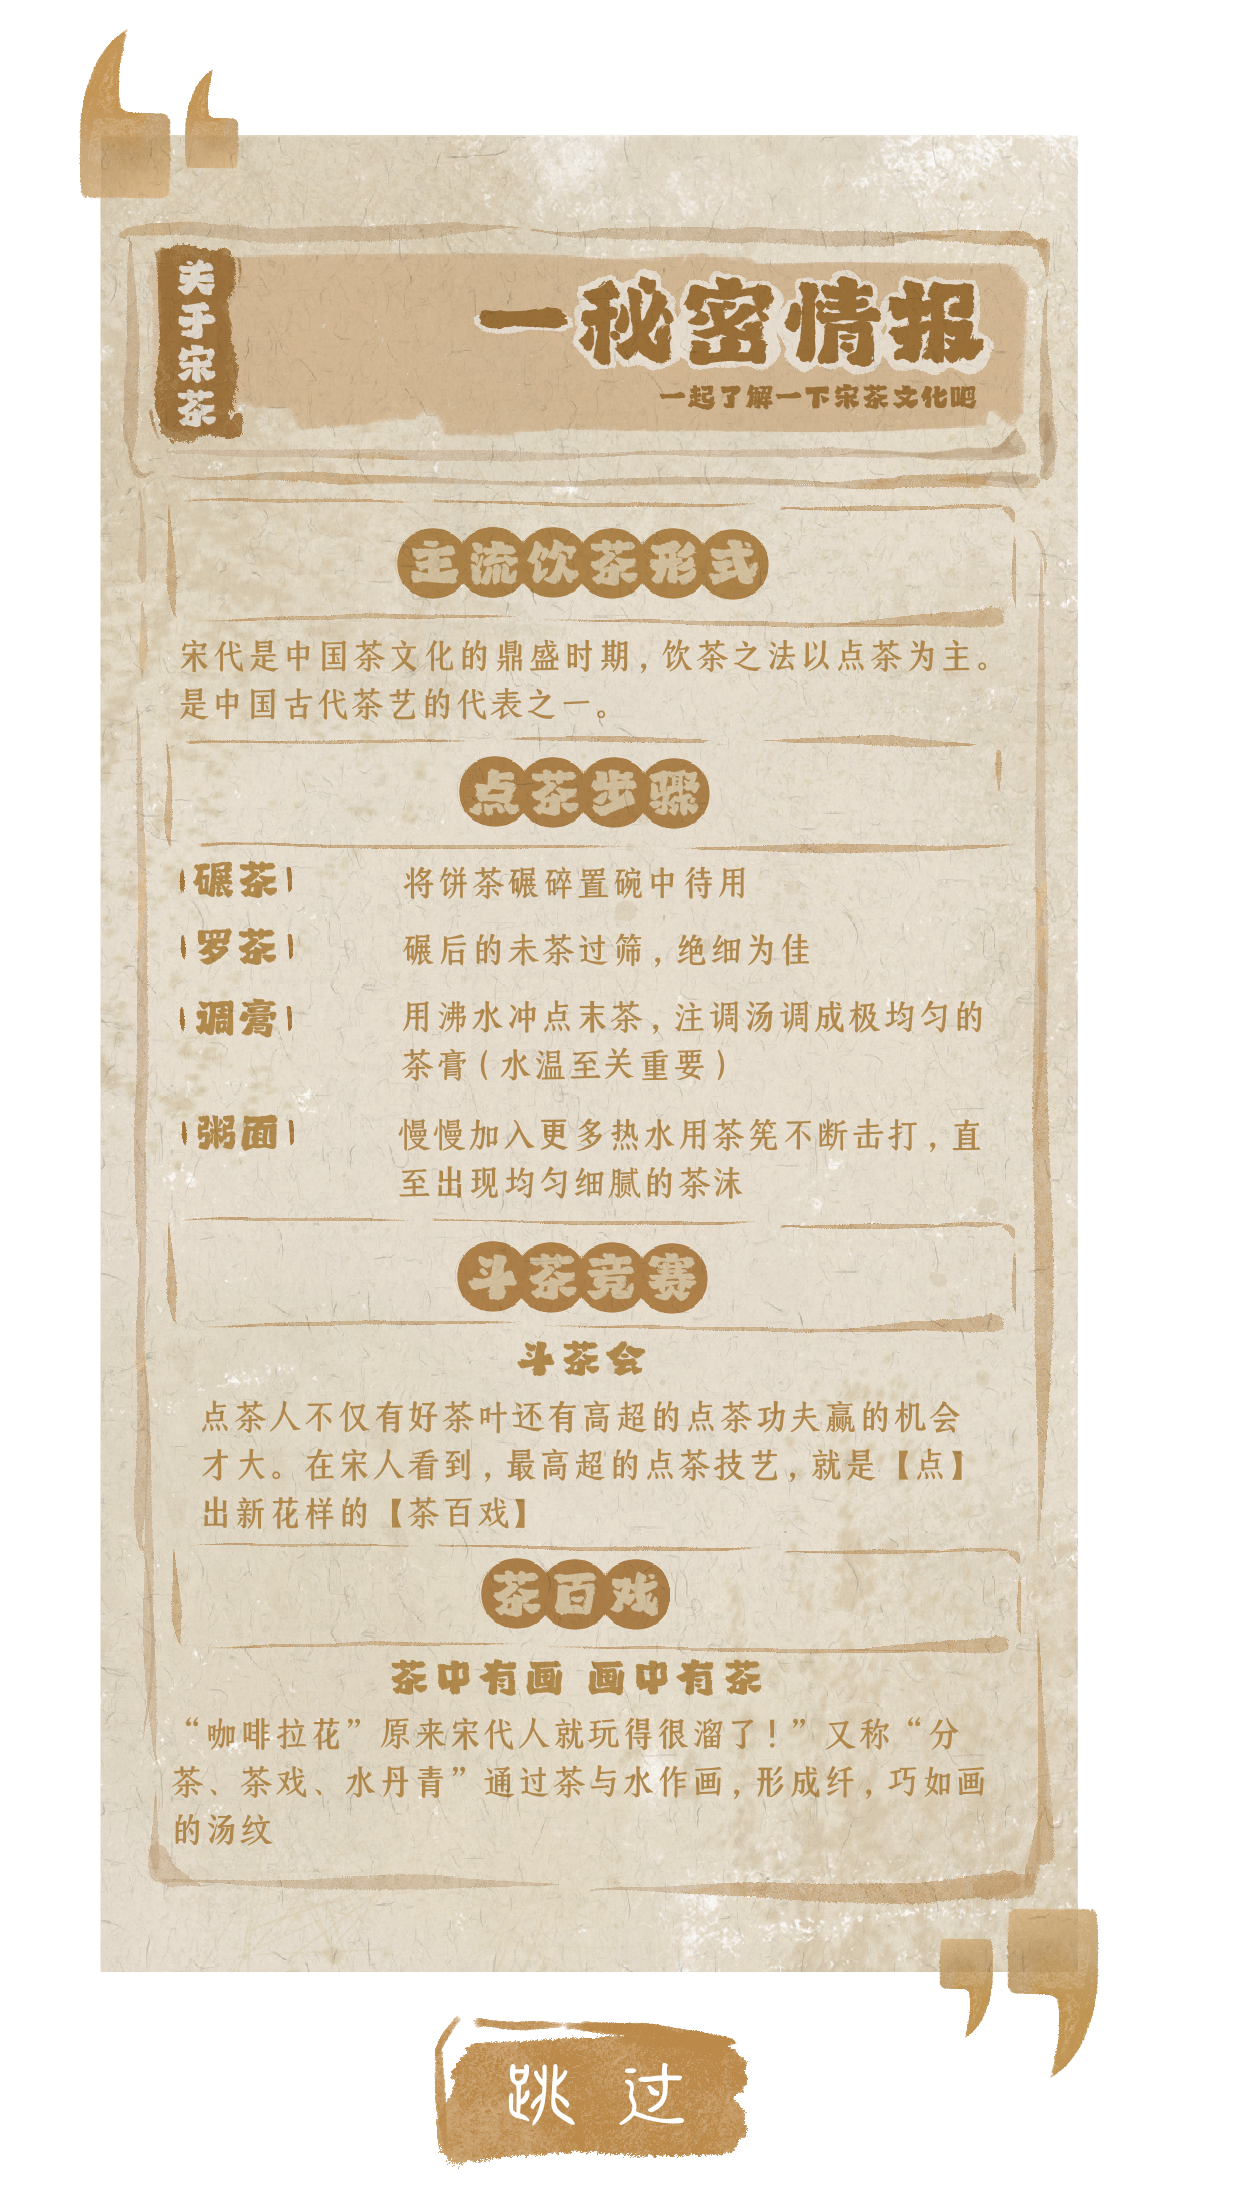 关于宋茶
一秘密情报
一起了解一下宋茶文化吧
主流饮茶形式
宋代是中国茶文化的鼎盛时期，饮茶之法以点茶为主。
是中国古代茶艺的代表之一。
点茶步骤
碾茶
将饼茶碾碎置碗中待用
罗茶
碾后的未茶过筛，绝细为佳
调膏
用沸水冲点末茶，注调汤调成极均匀的
茶膏（水温至关重要）
粥面
慢慢加入更多热水用茶筅不断击打，直
至出现均匀细腻的茶沫
斗茶竞赛
斗茶会
点茶人不仅有好茶叶还有高超的点茶功夫赢的机会
才大。在宋人看到，最高超的点茶技艺，就是【点】
出新花样的【茶百戏】
茶百戏
茶中有画 画中有茶
“咖啡拉花”原来宋代人就玩得很溜了！”又称“分
茶、茶戏、水丹青”通过茶与水作画，形成纤，巧如画
的汤纹
跳过